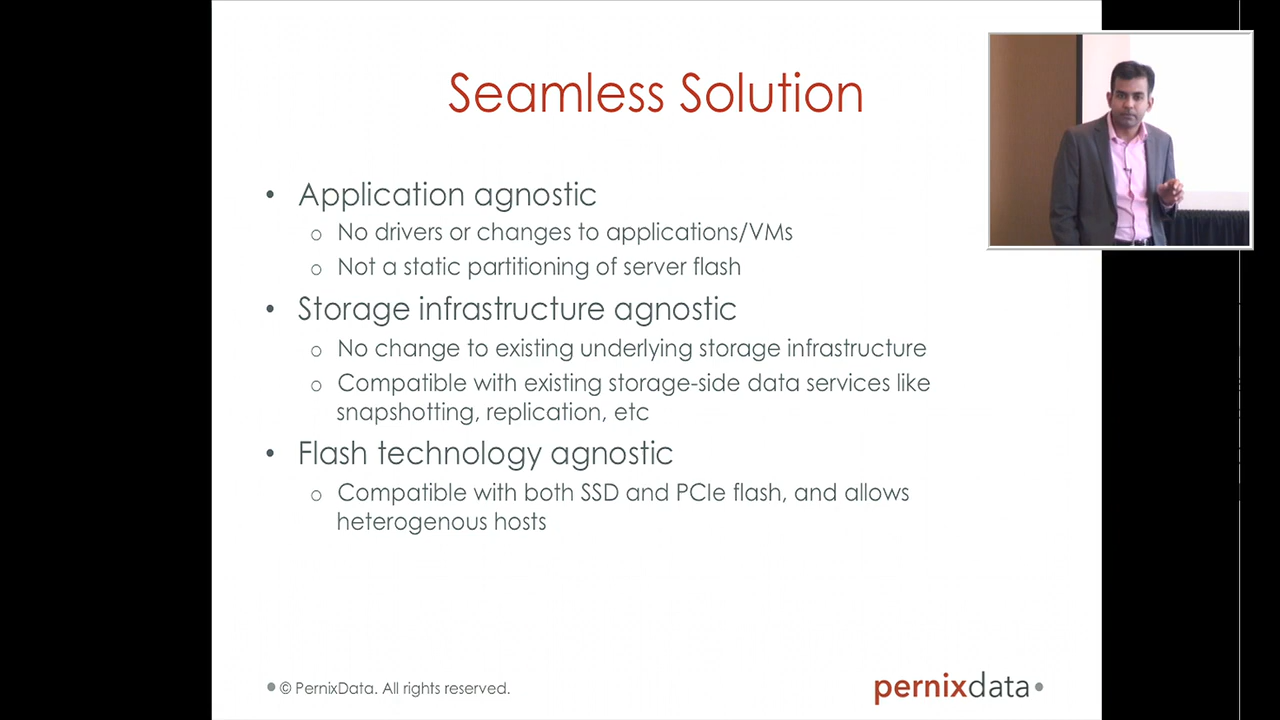 Seamless Solution
• Application agnostic
o No drivers or changes to applications/VMs
o Not a static partitioning of server flash
• Storage infrastructure agnostic
o No change to existing underlying storage infrastructure
o Compatible with existing storage-side data services like
snapshotting, replication, etc
• Flash technology agnostic
o Compatible with both SSD and PCIe flash, and allows
heterogenous hosts
© PernixData. All rights reserved.
pernixdata